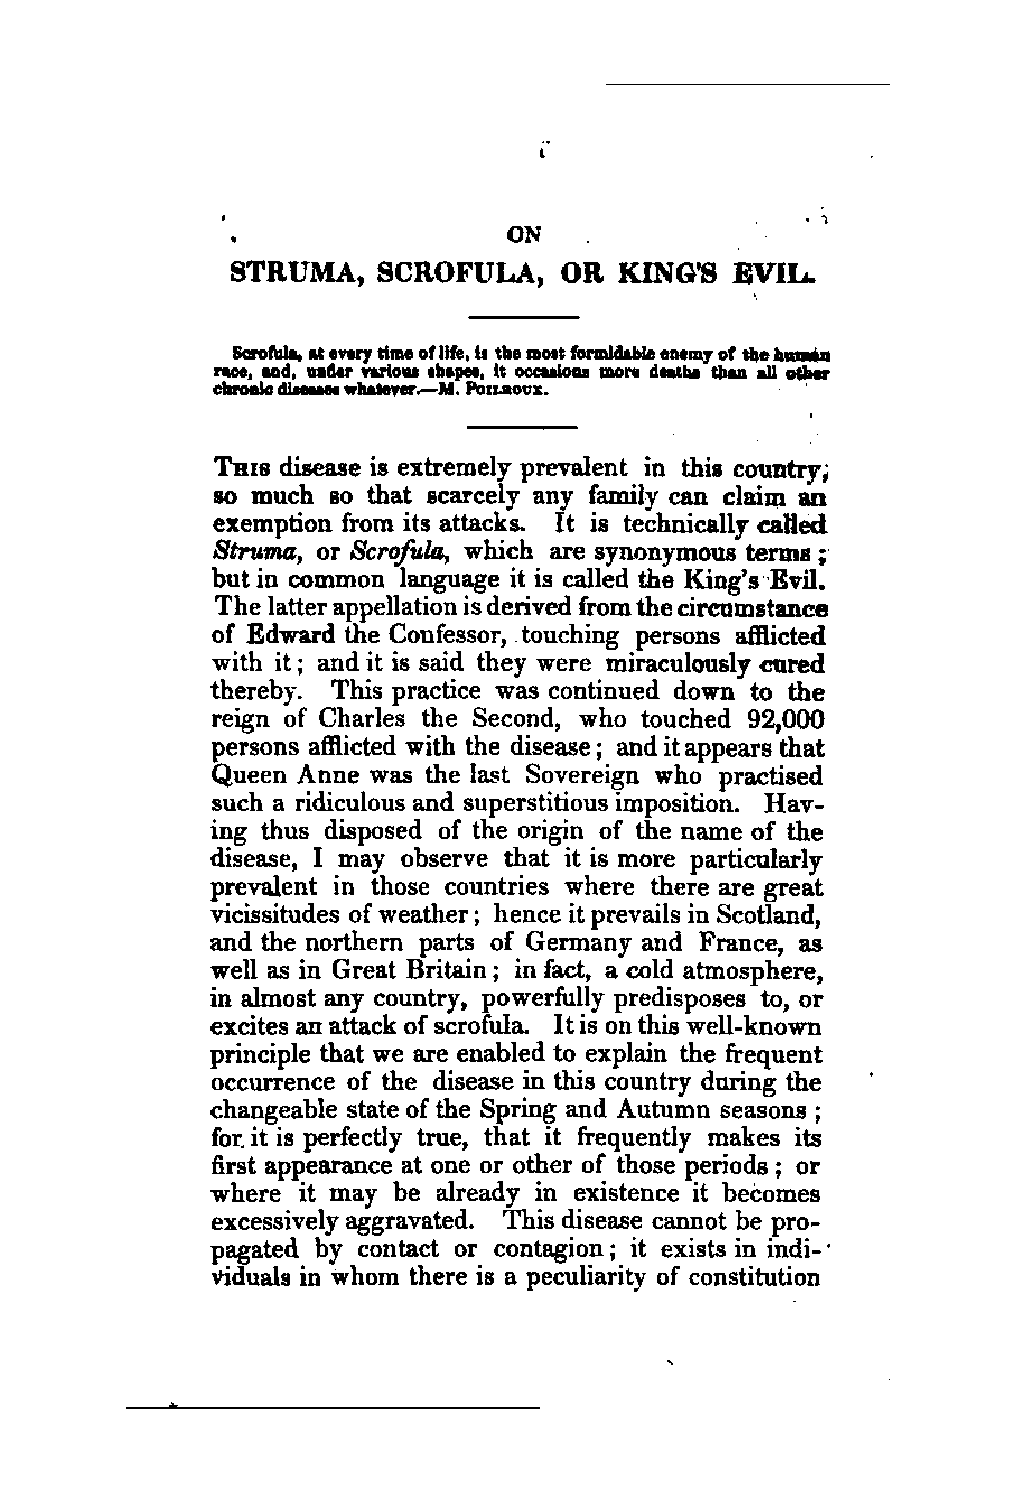 ON
STRUMA, SCROFULA, OR KING'S EVIL.
Scrofula, at every time of life, is the most formidable enemy of the human
race, and, under various shapes, it occasions more deaths than all other
chronic diseases whatever.—M. POILROUX.
THIS disease is extremely prevalent in this country;
so much so that scarcely any family can claim an
exemption from its attacks. It is technically called
Struma, or Scrofula, which are synonymous terms;
but in common language it is called the King's Evil.
The latter appellation is derived from the circumstance
of Edward the Confessor, touching persons afflicted
with it; and it is said they were miraculously cured
thereby. This practice was continued down to the
reign of Charles the Second, who touched 92,000
persons afflicted with the disease; and it appears that
Queen Anne was the last Sovereign who practised
such a ridiculous and superstitious imposition. Hav-
ing thus disposed of the origin of the name of the
disease, I may observe that it is more particularly
prevalent in those countries where there are great
vicissitudes of weather; hence it prevails in Scotland,
and the northern parts of Germany and France, as
well as in Great Britain; in fact, a cold atmosphere,
in almost any country, powerfully predisposes to, or
excites an attack of scrofula. It is on this well-known
principle that we are enabled to explain the frequent
occurrence of the disease in this country during the
changeable state of the Spring and Autumn seasons;
for it is perfectly true, that it frequently makes its
first appearance at one or other of those periods; or
where it may be already in existence it becomes
excessively aggravated. This disease cannot be pro-
pagated by contact or contagion; it exists in indi-
viduals in whom there is a peculiarity of constitution